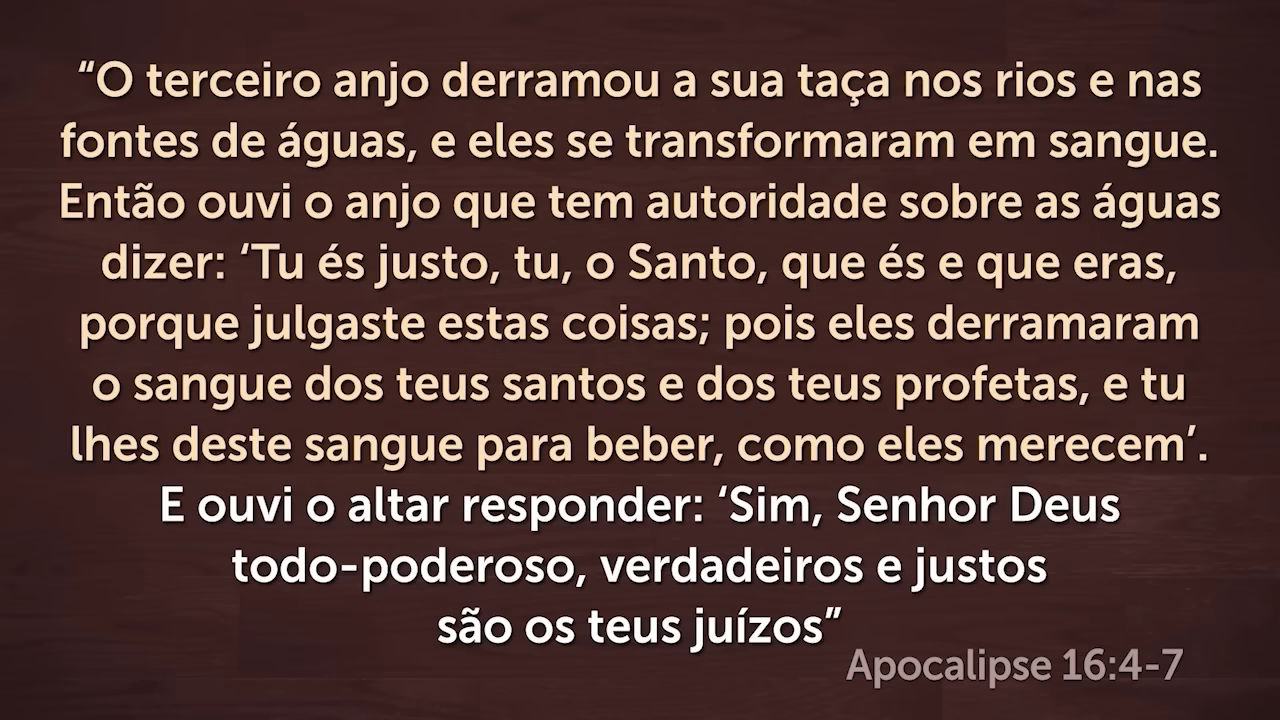 “O terceiro anjo derramou a sua taça nos rios e nas
fontes de águas, e eles se transformaram em sangue.
Então ouvi o anjo que tem autoridade sobre as águas
dizer: ‘Tu és justo, tu, o Santo, que és e que eras,
porque julgaste estas coisas; pois eles derramaram
o sangue dos teus santos e dos teus profetas, e tu
lhes deste sangue para beber, como eles merecem’.
E ouvi o altar responder: ‘Sim, Senhor Deus
todo-poderoso, verdadeiros e justos
são os teus juízos”
Apocalipse 16:4-7